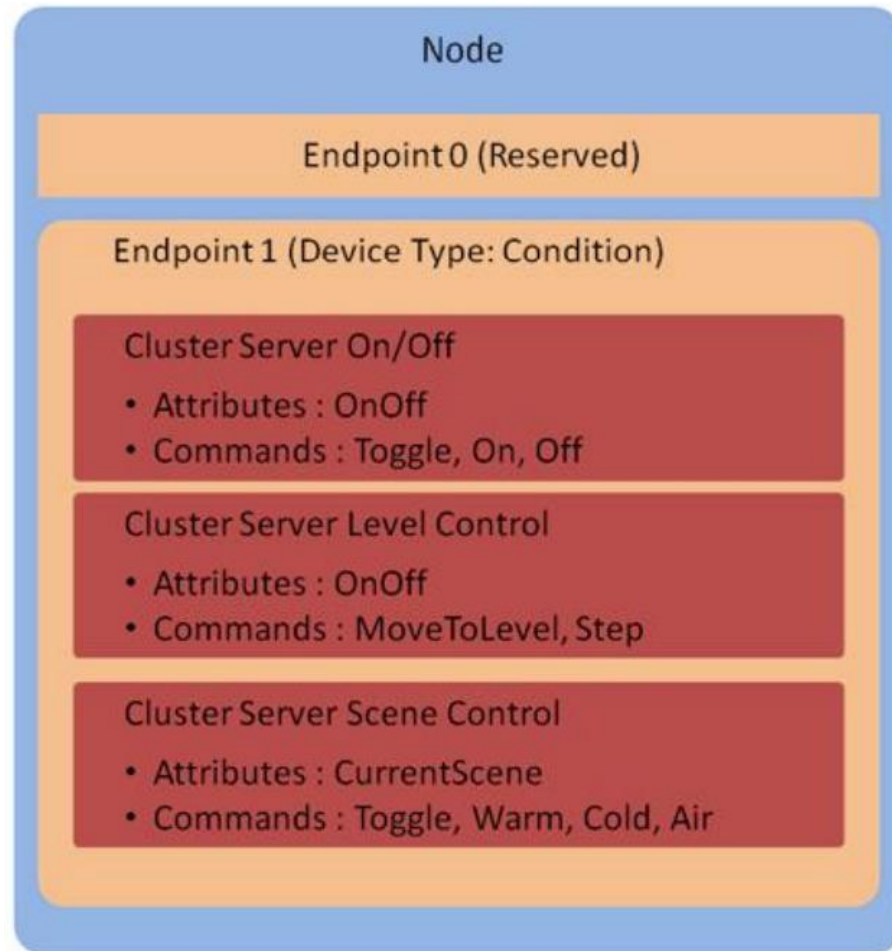 Node
Endpoint 0 (Reserved)
Endpoint 1 (Device Type: Condition)
Cluster Server On/Off
• Attributes : OnOff
• Commands : Toggle, On, Off
Cluster Server Level Control
• Attributes : OnOff
• Commands : MoveToLevel, Step
Cluster Server Scene Control
• Attributes : CurrentScene
• Commands : Toggle, Warm, Cold, Air